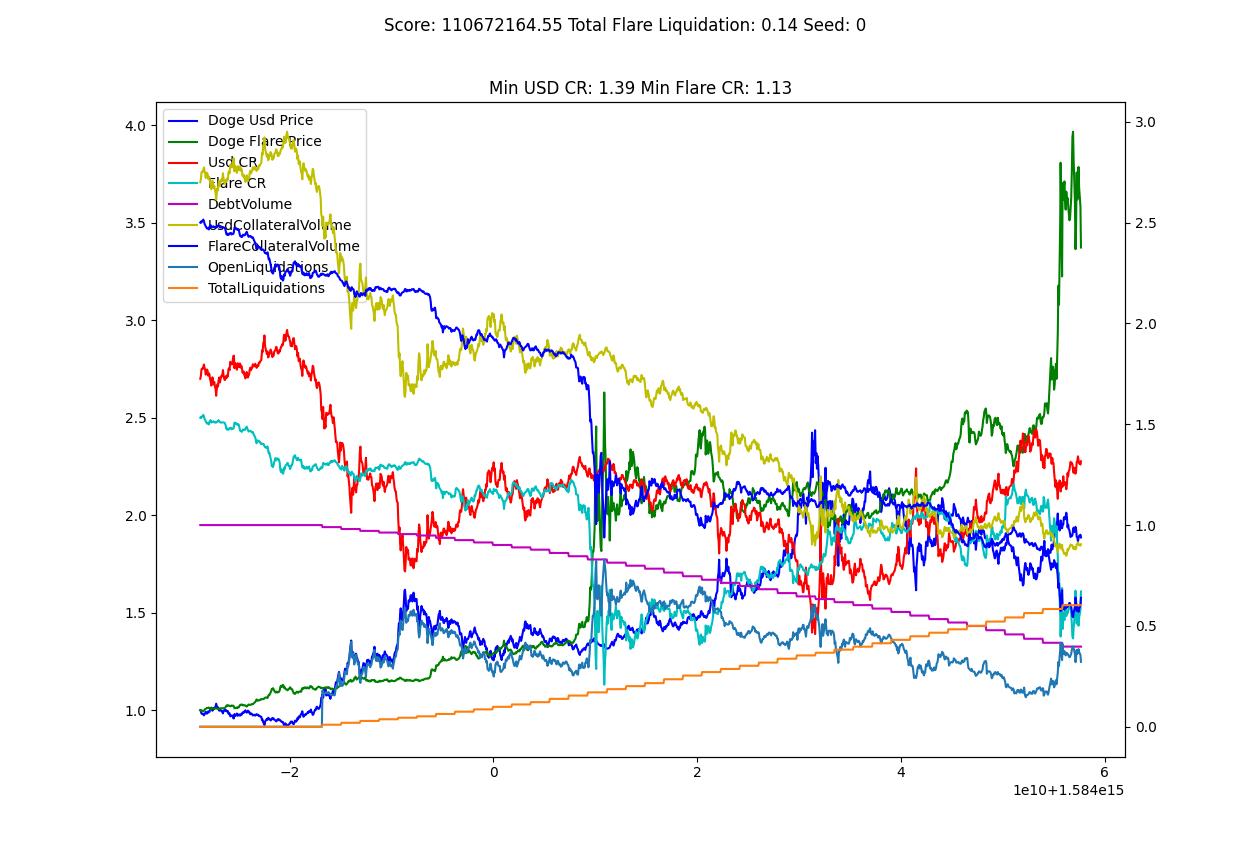 Score: 110672164.55 Total Flare Liquidation: 0.14 Seed: 0
Min USD CR: 1.39 Min Flare CR: 1.13
Doge Usd Price
Doge Flare Price
Usd CR
Flare CR
DebtVolume
UsdCollateralVolume
FlareCollateralVolume
OpenLiquidations
TotalLiquidations
4.0
3.5
3.0
2.5
2.0
1.5
1.0
3.0
2.5
2.0
1.5
1.0
0.5
0.0
−2 0 2 4 6
1e10+1.584e15